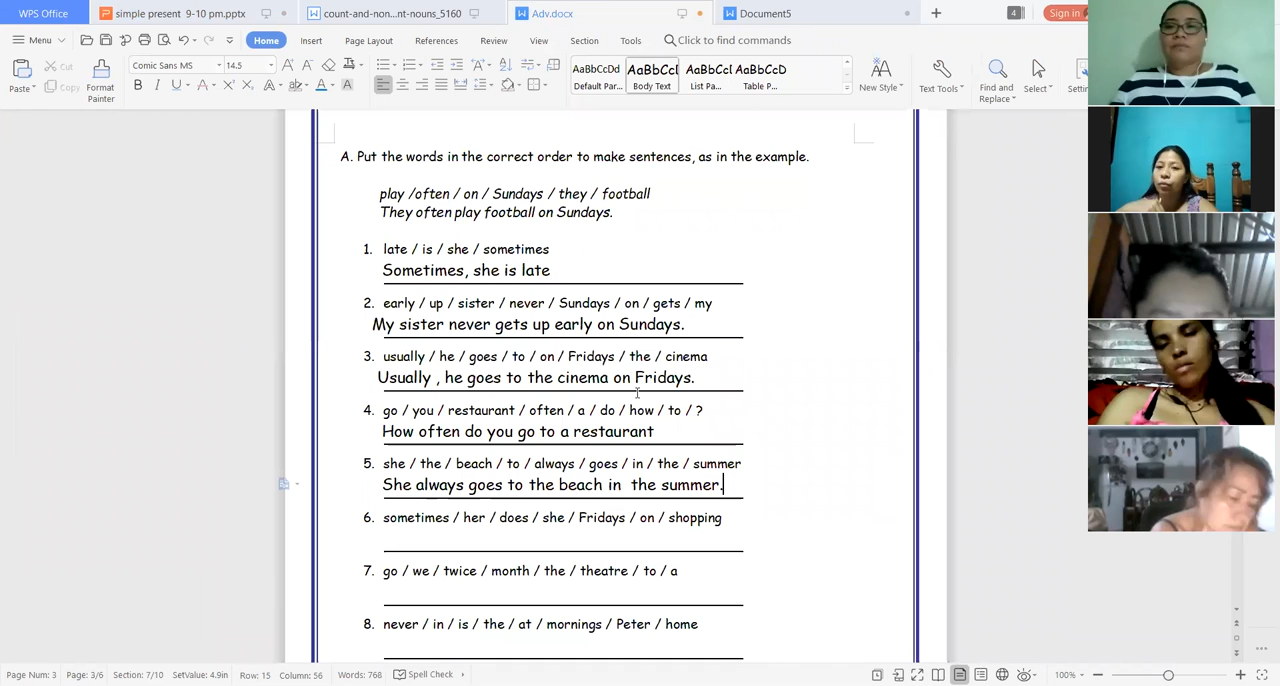 WPS Office simple present 9-10 pm.pptx count-and-non...nt-nouns_5160 Adv.docx Document5 + 4 Sign in
Menu Home Insert Page Layout References Review View Section Tools Click to find commands
Paste Cut Copy Format Painter Comic Sans MS 14.5 AaBbCcDd Default Par... AaBbCcI Body Text AaBbCcI List Pa... AaBbCcD Table P... New Style Text Tools Find and Replace Select Settin
A. Put the words in the correct order to make sentences, as in the example.
play /often / on / Sundays / they / football
They often play football on Sundays.
1. late / is / she / sometimes
Sometimes, she is late
2. early / up / sister / never / Sundays / on / gets / my
My sister never gets up early on Sundays.
3. usually / he / goes / to / on / Fridays / the / cinema
Usually , he goes to the cinema on Fridays.
4. go / you / restaurant / often / a / do / how / to / ?
How often do you go to a restaurant
5. she / the / beach / to / always / goes / in / the / summer
She always goes to the beach in the summer.
6. sometimes / her / does / she / Fridays / on / shopping
7. go / we / twice / month / the / theatre / to / a
8. never / in / is / the / at / mornings / Peter / home
Page Num: 3 Page: 3/6 Section: 7/10 SetValue: 4.9in Row: 15 Column: 56 Words: 768 Spell Check 100%